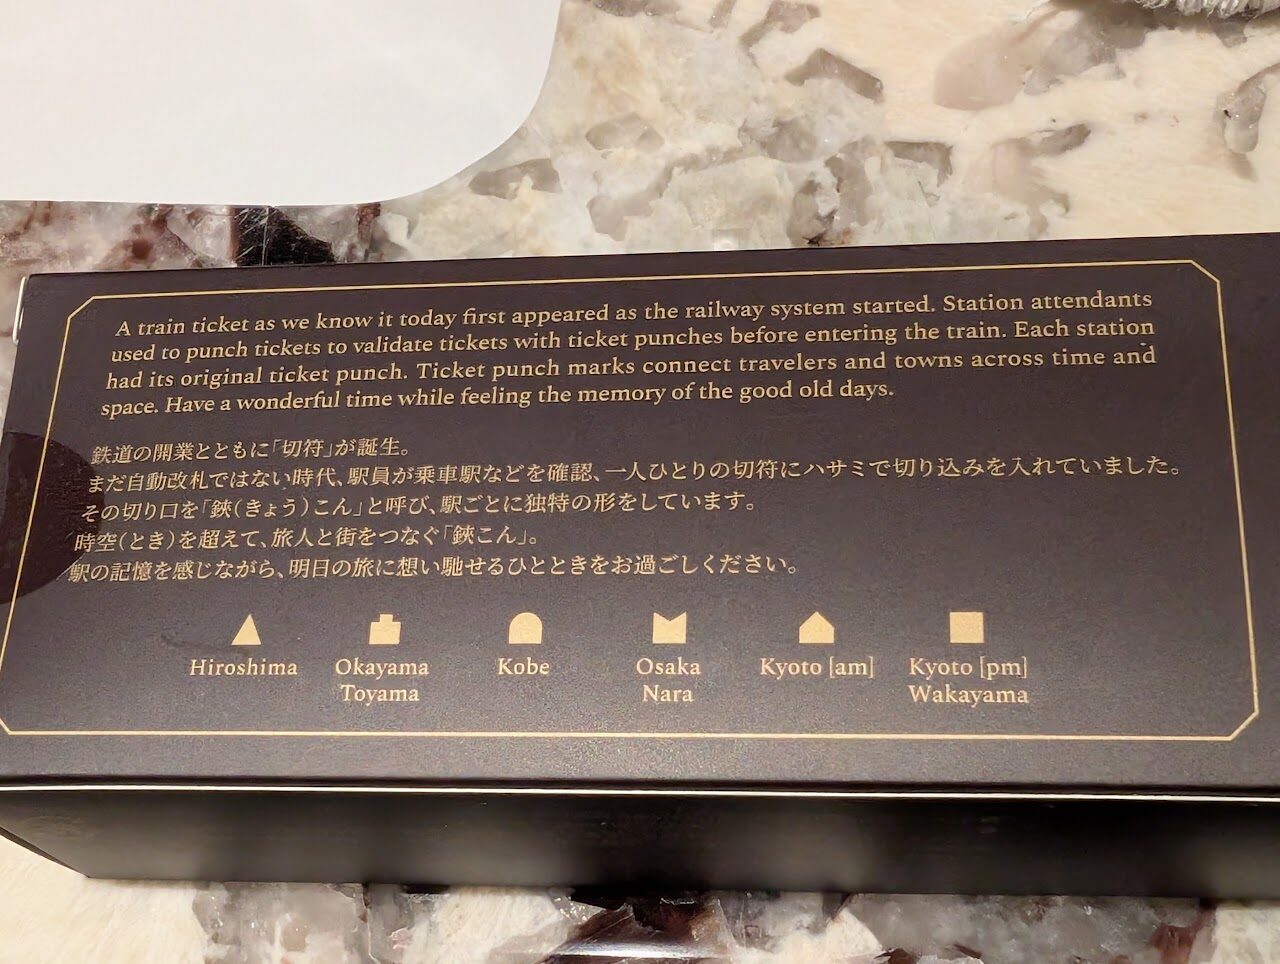 A train ticket as we know it today first appeared as the railway system started. Station attendants
used to punch tickets to validate tickets with ticket punches before entering the train. Each station
had its original ticket punch. Ticket punch marks connect travelers and towns across time and
space. Have a wonderful time while feeling the memory of the good old days.
鉄道の開業とともに「切符」が誕生。
まだ自動改札ではない時代、駅員が乗車駅などを確認、一人ひとりの切符にハサミで切り込みを入れていました。
その切り口を「鋏(きょう)こん」と呼び、駅ごとに独特の形をしています。
時空(とき)を超えて、旅人と街をつなぐ「鋏こん」。
駅の記憶を感じながら、明日の旅に想い馳せるひとときをお過ごしください。
Hiroshima
Okayama
Toyama
Kobe
Osaka
Nara
Kyoto [am]
Kyoto [pm]
Wakayama